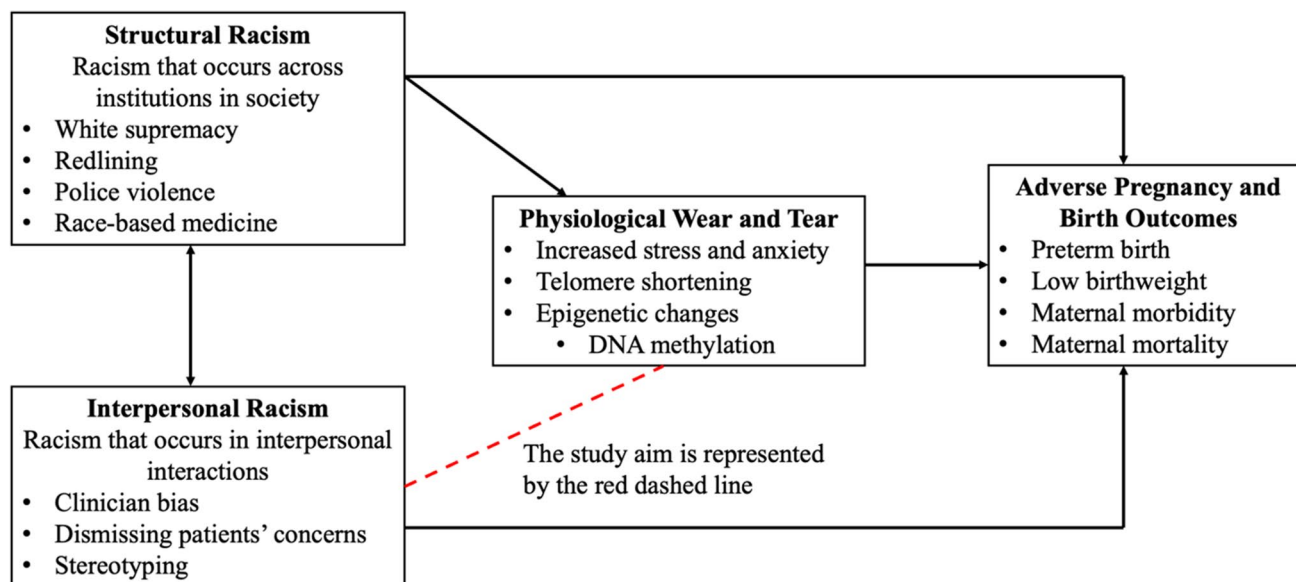 Structural Racism
Racism that occurs across
institutions in society
• White supremacy
• Redlining
• Police violence
• Race-based medicine
Physiological Wear and Tear
• Increased stress and anxiety
• Telomere shortening
• Epigenetic changes
• DNA methylation
Adverse Pregnancy and
Birth Outcomes
• Preterm birth
• Low birthweight
• Maternal morbidity
• Maternal mortality
Interpersonal Racism
Racism that occurs in interpersonal
interactions
• Clinician bias
• Dismissing patients’ concerns
• Stereotyping
The study aim is represented
by the red dashed line